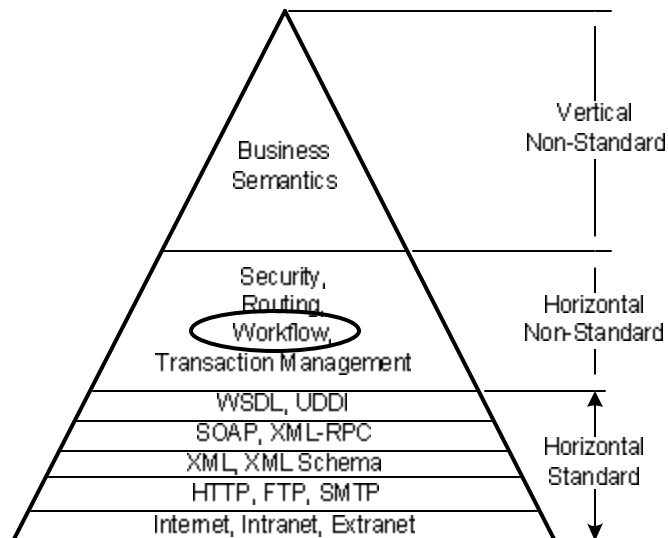 Business
Semantics
Vertical
Non-Standard
Security,
Routing,
Workflow,
Transaction Management
Horizontal
Non-Standard
WSDL, UDDI
SOAP, XML-RPC
XML, XML Schema
HTTP, FTP, SMTP
Internet, Intranet, Extranet
Horizontal
Standard